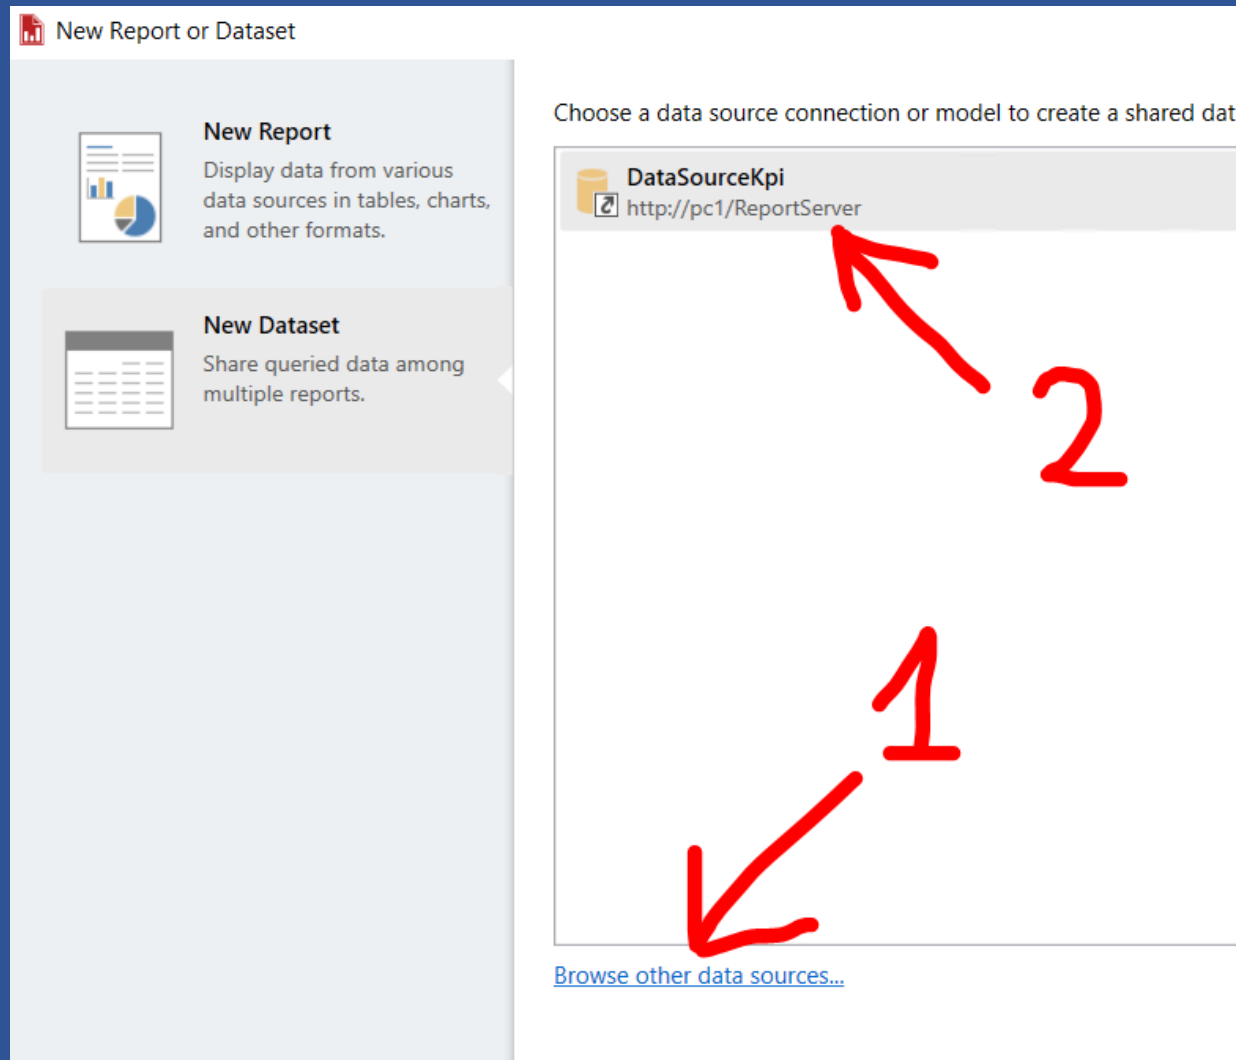 New Report or Dataset
New Report
Display data from various
data sources in tables, charts,
and other formats.
New Dataset
Share queried data among
multiple reports.
Choose a data source connection or model to create a shared dat
DataSourceKpi
http://pc1/ReportServer
2
1
Browse other data sources...